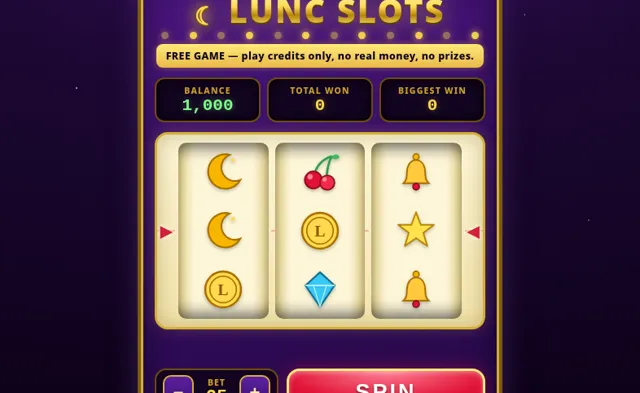 LUNC SLOTS
FREE GAME — play credits only, no real money, no prizes.
BALANCE
1,000
TOTAL WON
0
BIGGEST WIN
0
L
L
BET
25
SPIN